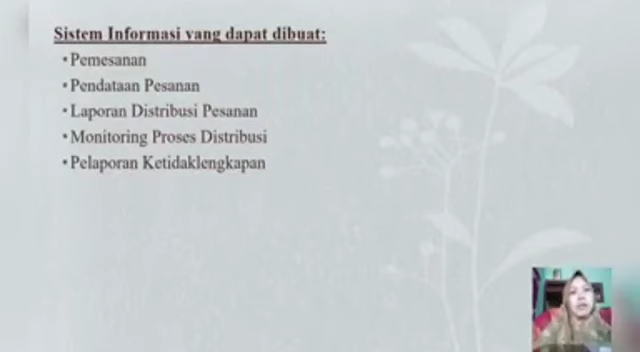 Sistem Informasi yang dapat dibuat:
•Pemesanan
•Pendataan Pesanan
•Laporan Distribusi Pesanan
•Monitoring Proses Distribusi
•Pelaporan Ketidaklengkapan